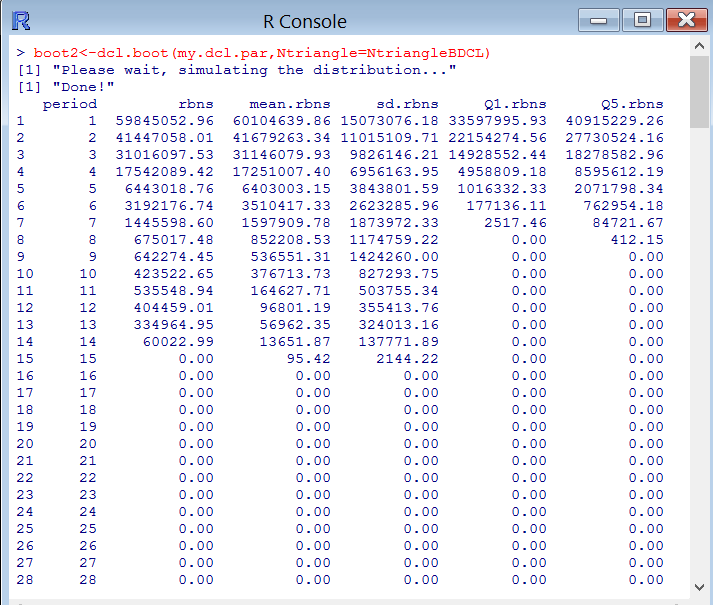 R Console
> boot2<-dcl.boot(my.dcl.par,Ntriangle=NtriangleBDCL)
[1] "Please wait, simulating the distribution..."
[1] "Done!"
   period        rbns   mean.rbns     sd.rbns     Q1.rbns     Q5.rbns
1       1 59845052.96 60104639.86 15073076.18 33597995.93 40915229.26
2       2 41447058.01 41679263.34 11015109.71 22154274.56 27730524.16
3       3 31016097.53 31146079.93  9826146.21 14928552.44 18278582.96
4       4 17542089.42 17251007.40  6956163.95  4958809.18  8595612.19
5       5  6443018.76  6403003.15  3843801.59  1016332.33  2071798.34
6       6  3192176.74  3510417.33  2623285.96   177136.11   762954.18
7       7  1445598.60  1597909.78  1873972.33     2517.46    84721.67
8       8   675017.48   852208.53  1174759.22        0.00      412.15
9       9   642274.45   536551.31  1424260.00        0.00        0.00
10     10   423522.65   376713.73   827293.75        0.00        0.00
11     11   535548.94   164627.71   503755.34        0.00        0.00
12     12   404459.01    96801.19   355413.76        0.00        0.00
13     13   334964.95    56962.35   324013.16        0.00        0.00
14     14    60022.99    13651.87   137771.89        0.00        0.00
15     15        0.00       95.42     2144.22        0.00        0.00
16     16        0.00        0.00        0.00        0.00        0.00
17     17        0.00        0.00        0.00        0.00        0.00
18     18        0.00        0.00        0.00        0.00        0.00
19     19        0.00        0.00        0.00        0.00        0.00
20     20        0.00        0.00        0.00        0.00        0.00
21     21        0.00        0.00        0.00        0.00        0.00
22     22        0.00        0.00        0.00        0.00        0.00
23     23        0.00        0.00        0.00        0.00        0.00
24     24        0.00        0.00        0.00        0.00        0.00
25     25        0.00        0.00        0.00        0.00        0.00
26     26        0.00        0.00        0.00        0.00        0.00
27     27        0.00        0.00        0.00        0.00        0.00
28     28        0.00        0.00        0.00        0.00        0.00